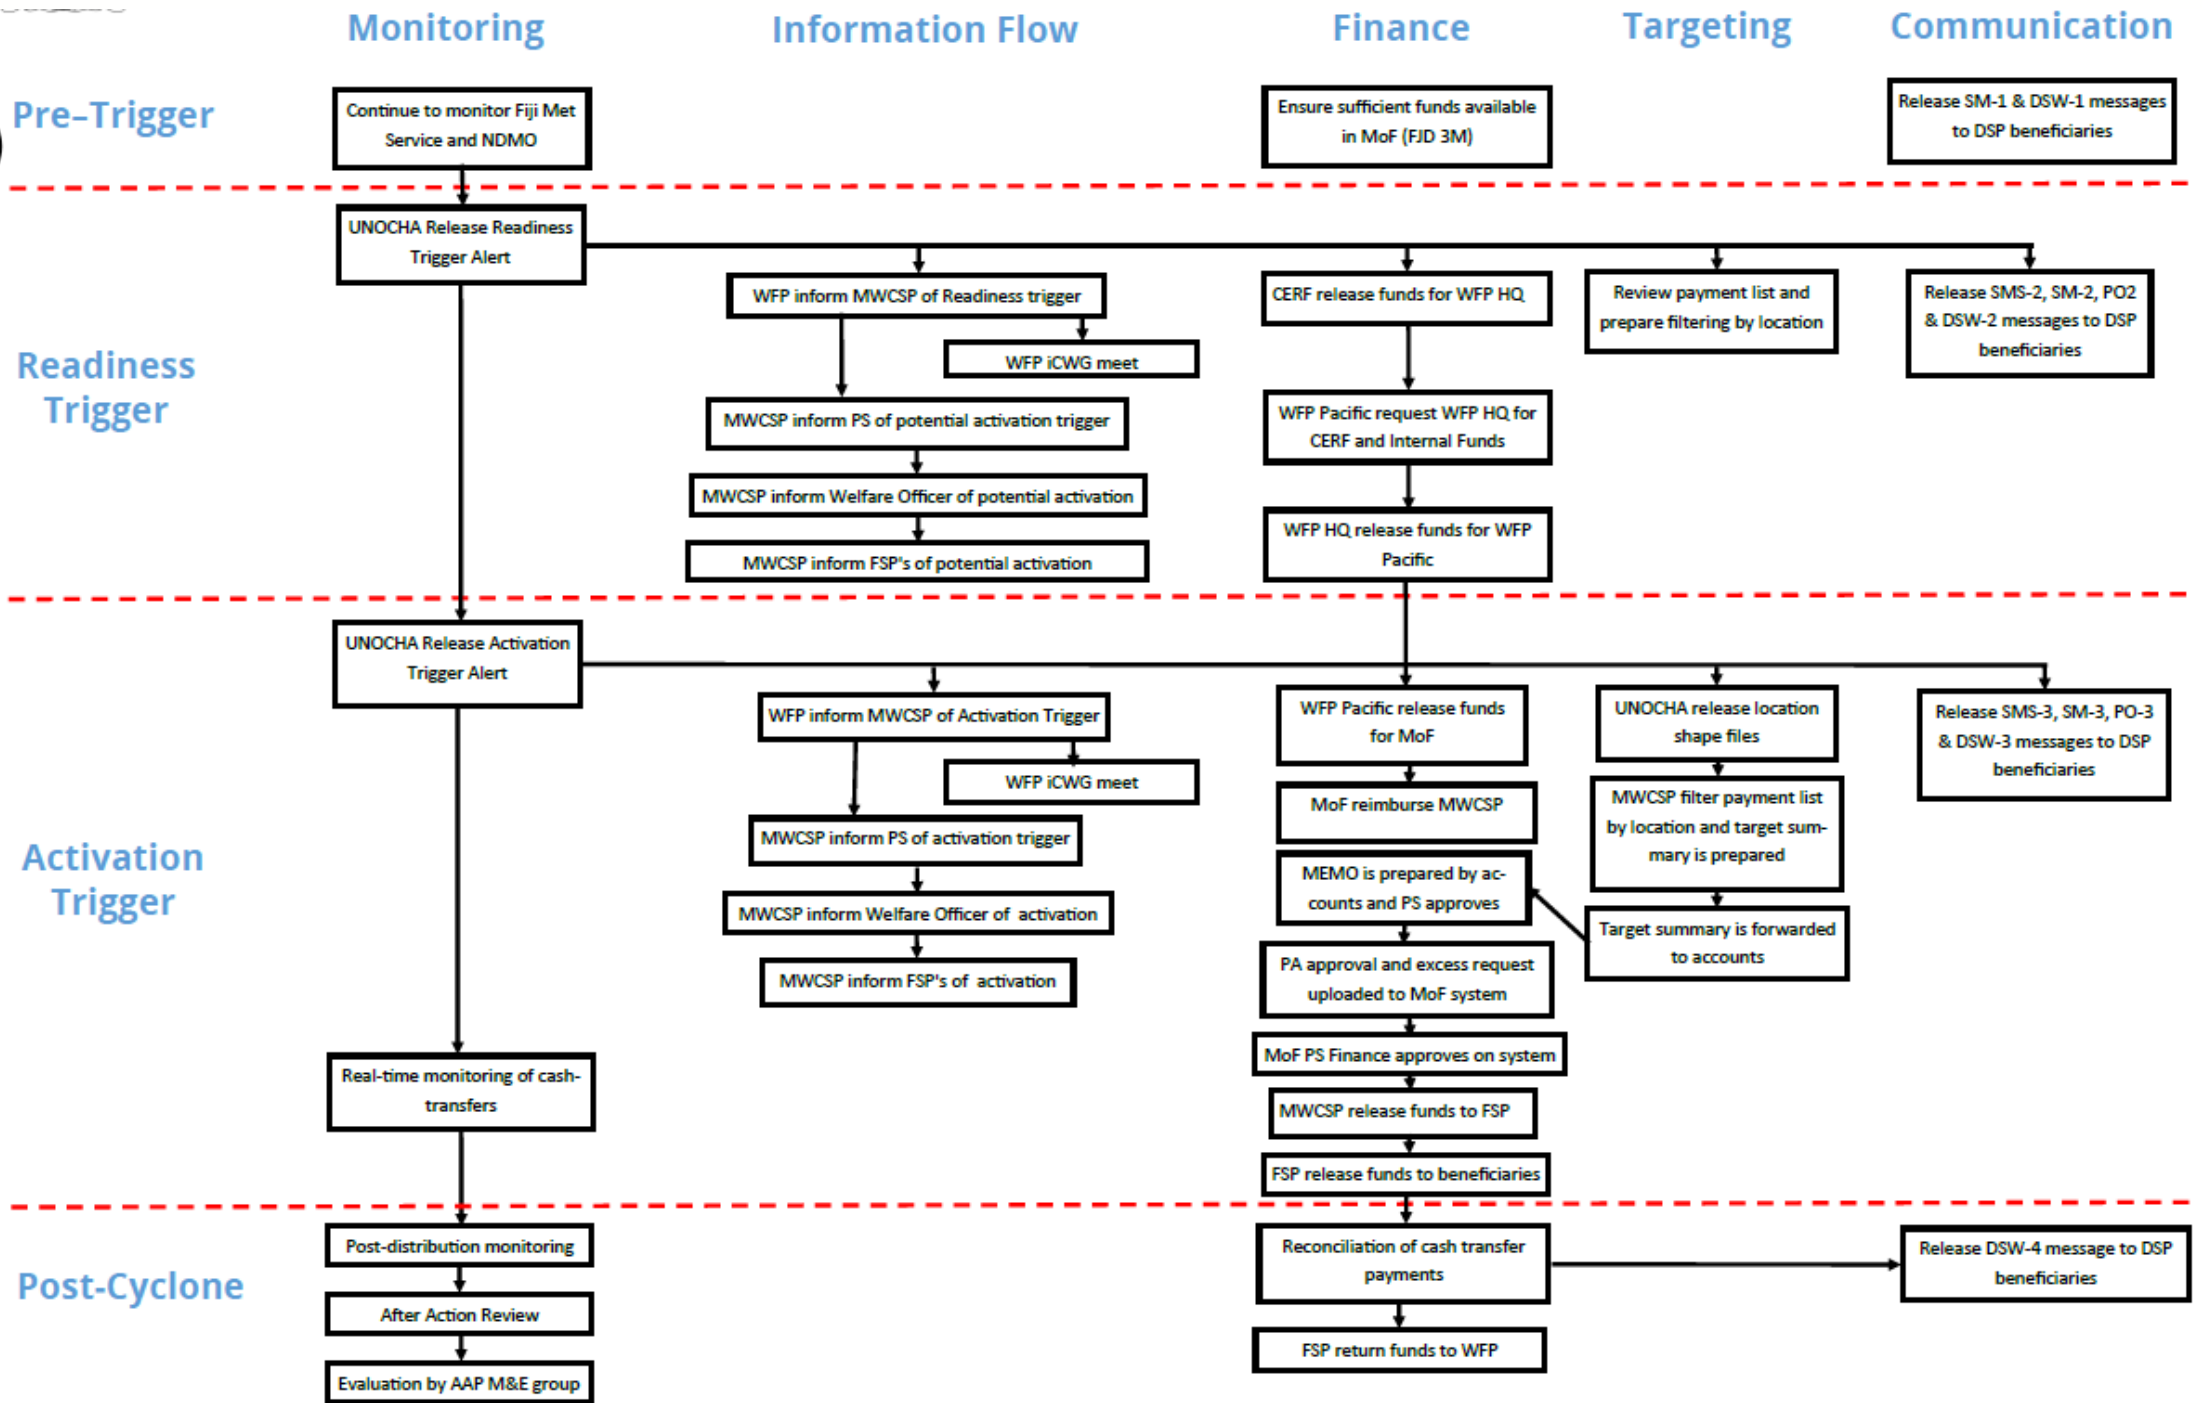 Monitoring
Information Flow
Finance
Targeting
Communication
Pre–Trigger
Continue to monitor Fiji Met
Service and NDMO
Ensure sufficient funds available
in MoF (FJD 3M)
Release SM-1 & DSW-1 messages
to DSP beneficiaries
Readiness
Trigger
UNOCHA Release Readiness
Trigger Alert
WFP inform MWCSP of Readiness trigger
WFP iCWG meet
MWCSP inform PS of potential activation trigger
MWCSP inform Welfare Officer of potential activation
MWCSP inform FSP's of potential activation
CERF release funds for WFP HQ
WFP Pacific request WFP HQ for
CERF and Internal Funds
WFP HQ release funds for WFP
Pacific
Review payment list and
prepare filtering by location
Release SMS-2, SM-2, PO2
& DSW-2 messages to DSP
beneficiaries
Activation
Trigger
UNOCHA Release Activation
Trigger Alert
Real-time monitoring of cash-
transfers
WFP inform MWCSP of Activation Trigger
WFP iCWG meet
MWCSP inform PS of activation trigger
MWCSP inform Welfare Officer of activation
MWCSP inform FSP's of activation
WFP Pacific release funds
for MoF
MoF reimburse MWCSP
MEMO is prepared by ac-
counts and PS approves
PA approval and excess request
uploaded to MoF system
MoF PS Finance approves on system
MWCSP release funds to FSP
FSP release funds to beneficiaries
UNOCHA release location
shape files
MWCSP filter payment list
by location and target sum-
mary is prepared
Target summary is forwarded
to accounts
Release SMS-3, SM-3, PO-3
& DSW-3 messages to DSP
beneficiaries
Post-Cyclone
Post-distribution monitoring
After Action Review
Evaluation by AAP M&E group
Reconciliation of cash transfer
payments
FSP return funds to WFP
Release DSW-4 message to DSP
beneficiaries